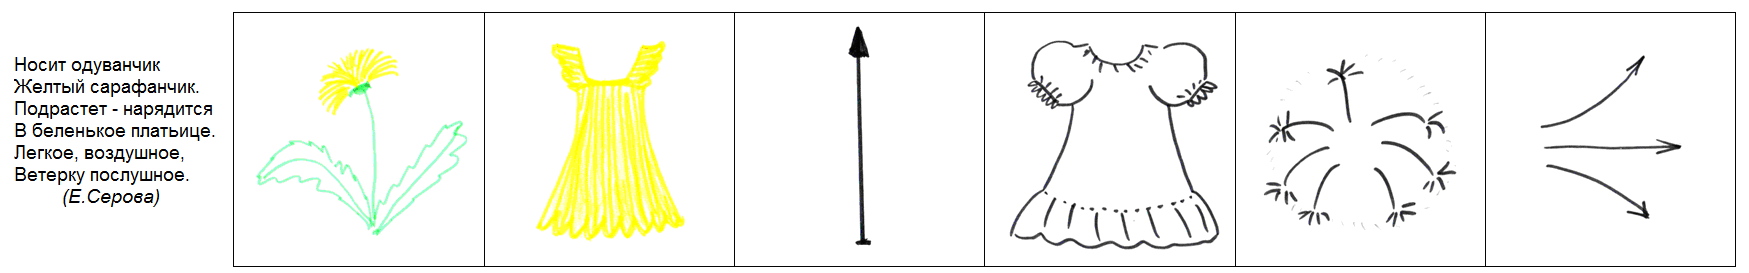 Носит одуванчик
Желтый сарафанчик.
Подрастет - нарядится
В беленькое платьице.
Легкое, воздушное,
Ветерку послушное.
(Е.Серова)